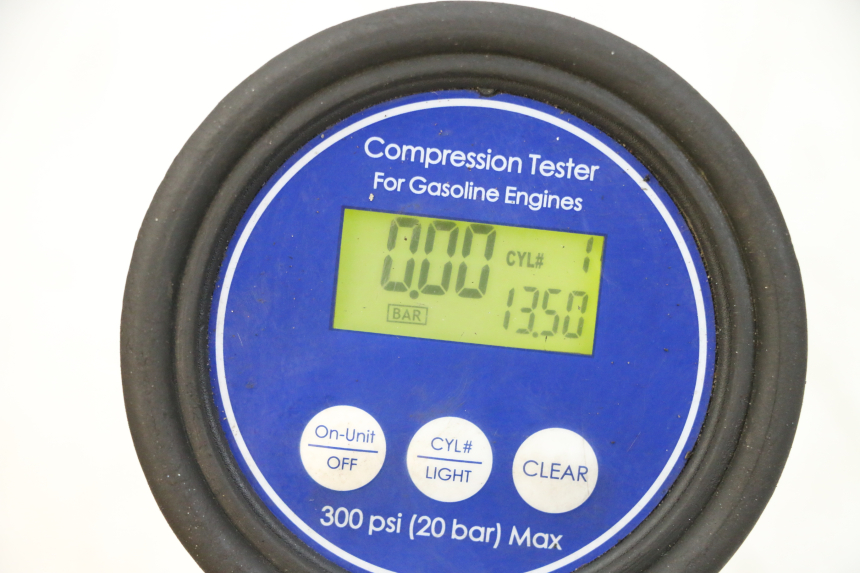 Compression Tester
For Gasoline Engines
0.00 CYL# 1
BAR 13.50
On-Unit
OFF
CYL#
LIGHT
CLEAR
300 psi (20 bar) Max